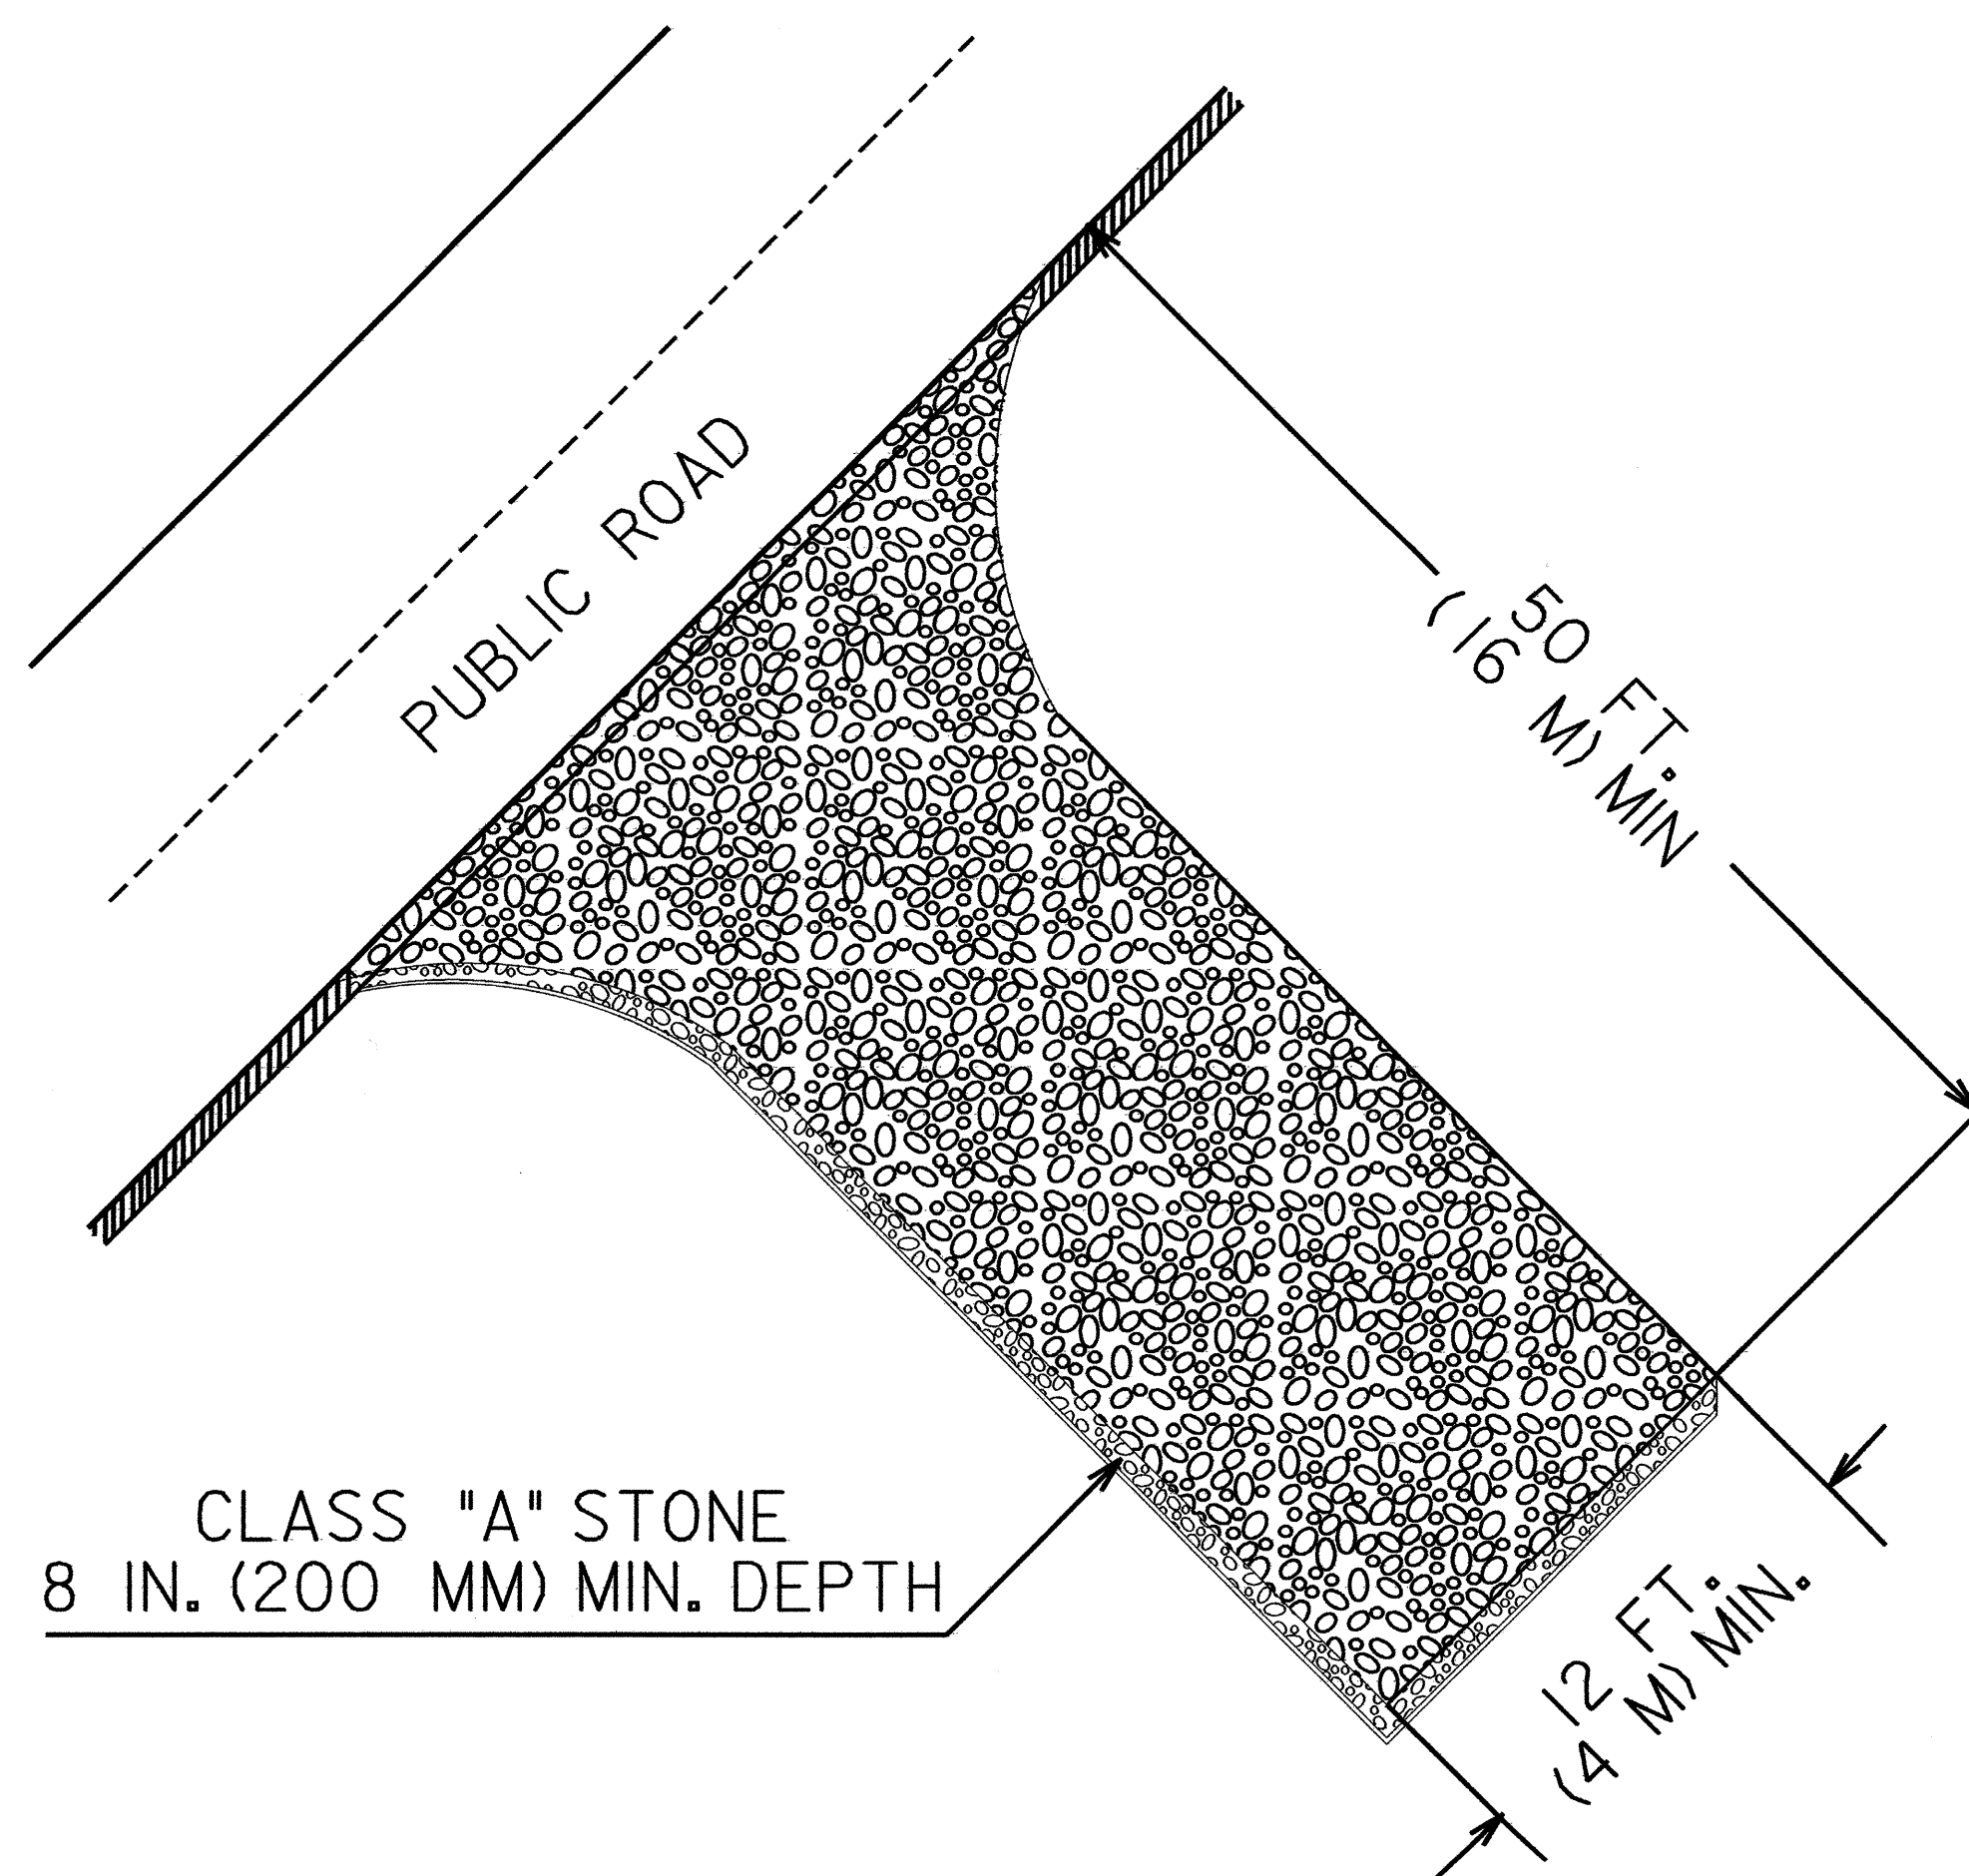 PUBLIC ROAD
50 FT.
(16 M) MIN
CLASS "A" STONE
8 IN. (200 MM) MIN. DEPTH
12 FT.
(4 M) MIN.